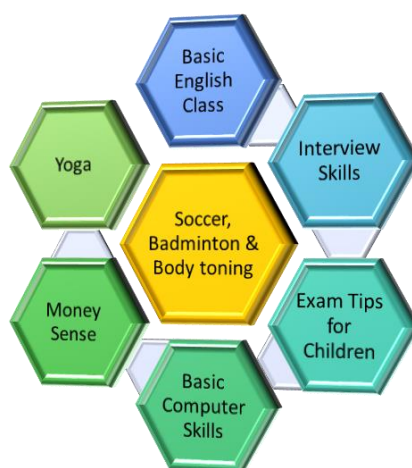 Basic
English
Class
Interview
Skills
Yoga
Soccer,
Badminton &
Body toning
Money
Sense
Exam Tips
for
Children
Basic
Computer
Skills